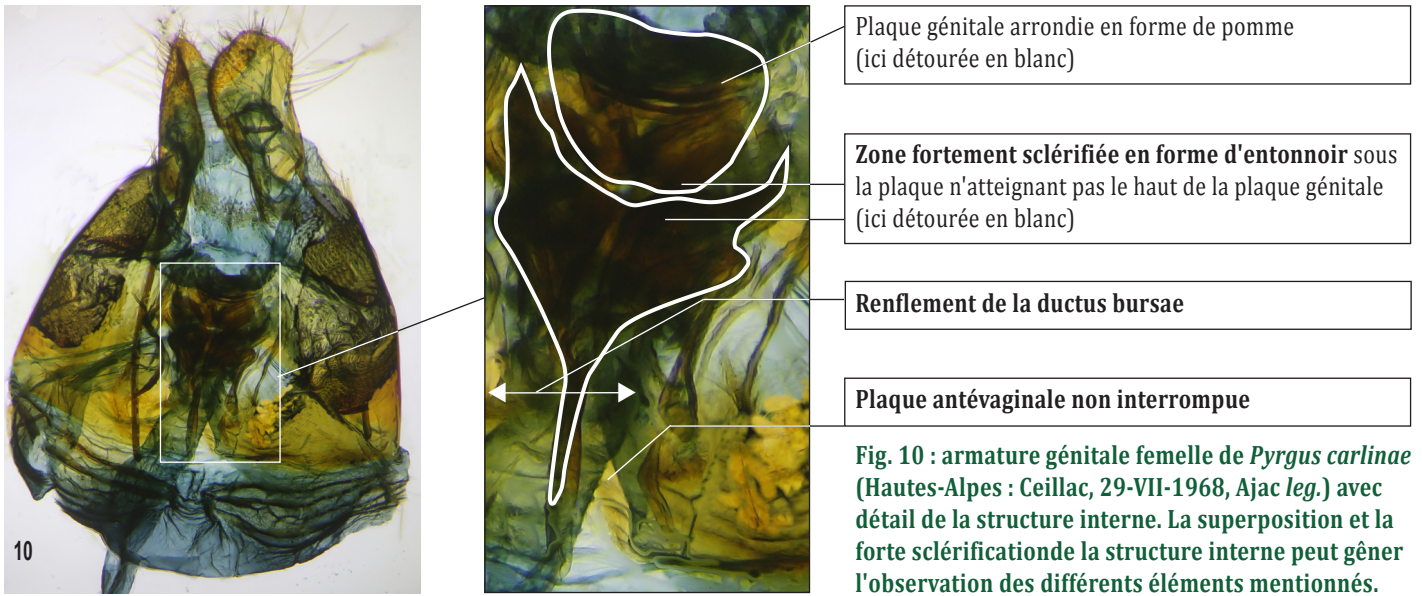 Plaque génitale arrondie en forme de pomme
(ici détourée en blanc)
Zone fortement sclérifiée en forme d'entonnoir sous
la plaque n'atteignant pas le haut de la plaque génitale
(ici détourée en blanc)
Renflement de la ductus bursae
Plaque antévaginale non interrompue
Fig. 10 : armature génitale femelle de Pyrgus carlinae
(Hautes-Alpes : Ceillac, 29-VII-1968, Ajac leg.) avec
détail de la structure interne. La superposition et la
forte sclérificationde la structure interne peut gêner
l'observation des différents éléments mentionnés.
10